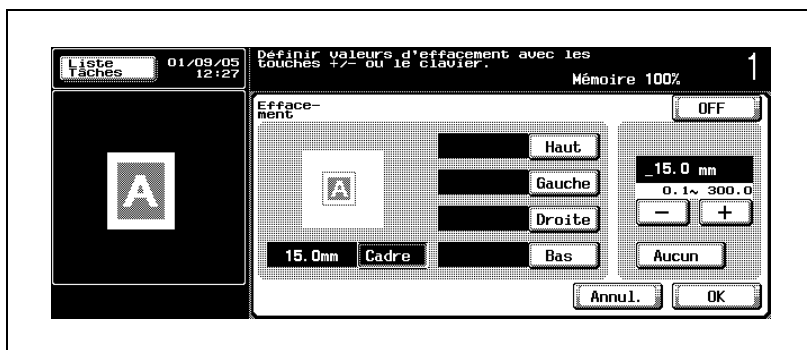 Liste
Tâches
01/09/05
12:27
Définir valeurs d'effacement avec les
touches +/- ou le clavier.
Mémoire 100%
1
Efface-
ment
OFF
A
A
Haut
Gauche
Droite
15.0mm Cadre
Bas
_15.0 mm
0.1~ 300.0
- +
Aucun
Annul. OK